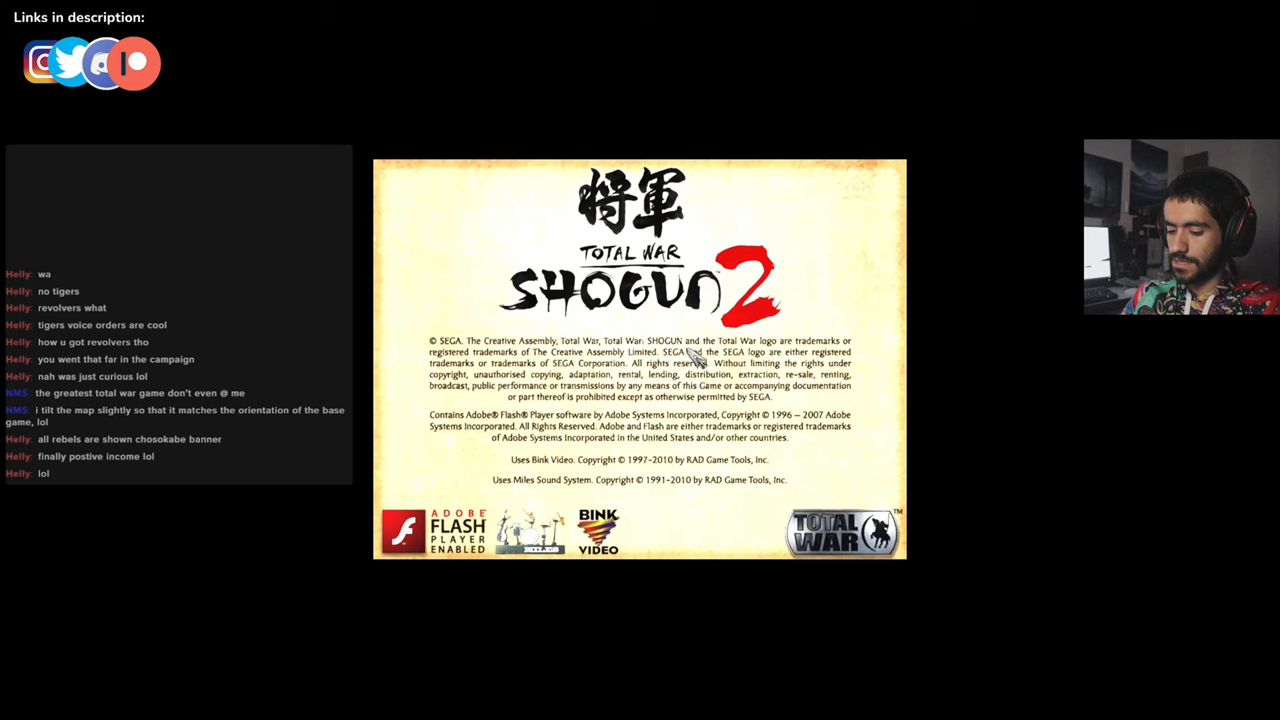 Links in description:
Helly: wa
Helly: no tigers
Helly: revolvers what
Helly: tigers voice orders are cool
Helly: how u got revolvers tho
Helly: you went that far in the campaign
Helly: nah was just curious lol
NMS: the greatest total war game don't even @ me
NMS: i tilt the map slightly so that it matches the orientation of the base
game, lol
Helly: all rebels are shown chosokabe banner
Helly: finally postive income lol
Helly: lol
将軍
TOTAL WAR
SHOGUN 2
© SEGA. The Creative Assembly, Total War, Total War: SHOGUN and the Total War logo are trademarks or
registered trademarks of The Creative Assembly Limited. SEGA and the SEGA logo are either registered
trademarks or trademarks of SEGA Corporation. All rights reserved. Without limiting the rights under
copyright, unauthorised copying, adaptation, rental, lending, distribution, extraction, re-sale, renting,
broadcast, public performance or transmissions by any means of this Game or accompanying documentation
or part thereof is prohibited except as otherwise permitted by SEGA.
Contains Adobe® Flash® Player software by Adobe Systems Incorporated, Copyright © 1996 – 2007 Adobe
Systems Incorporated. All Rights Reserved. Adobe and Flash are either trademarks or registered trademarks
of Adobe Systems Incorporated in the United States and/or other countries.
Uses Bink Video. Copyright © 1997-2010 by RAD Game Tools, Inc.
Uses Miles Sound System. Copyright © 1991-2010 by RAD Game Tools, Inc.
ADOBE
FLASH
PLAYER
ENABLED
MILES
BINK
VIDEO
TOTAL
WAR™